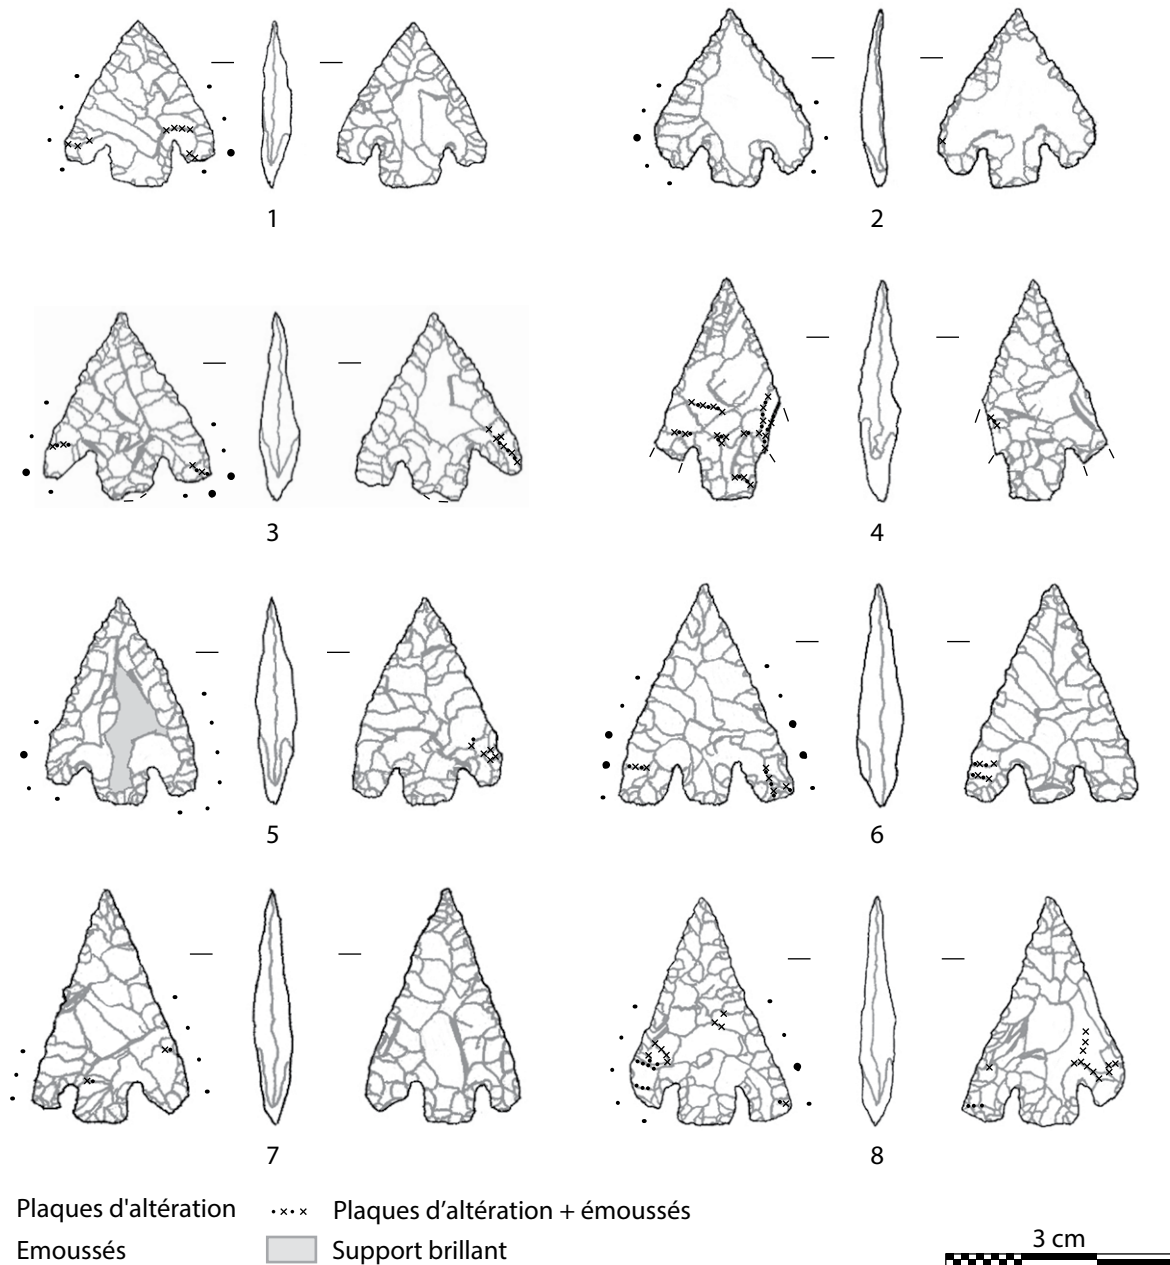 1
2
3
4
5
6
7
8
Plaques d'altération
Plaques d’altération + émoussés
Emoussés
Support brillant
3 cm